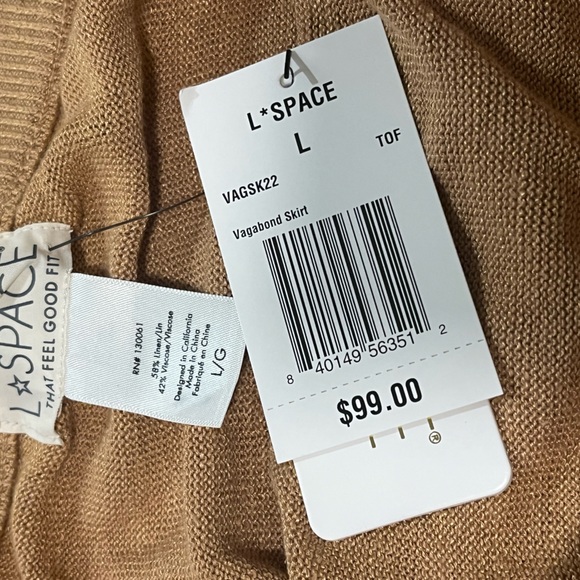 L*SPACE
L
TOF
VAGSK22
Vagabond Skirt
8 40149 56351 2
$99.00
®
L★SPACE
THAT FEEL GOOD FIT
RN# 130061
58% Linen/Lin
42% Viscose/Viscose
Designed in California
Made in China
Fabriqué en Chine
L/G